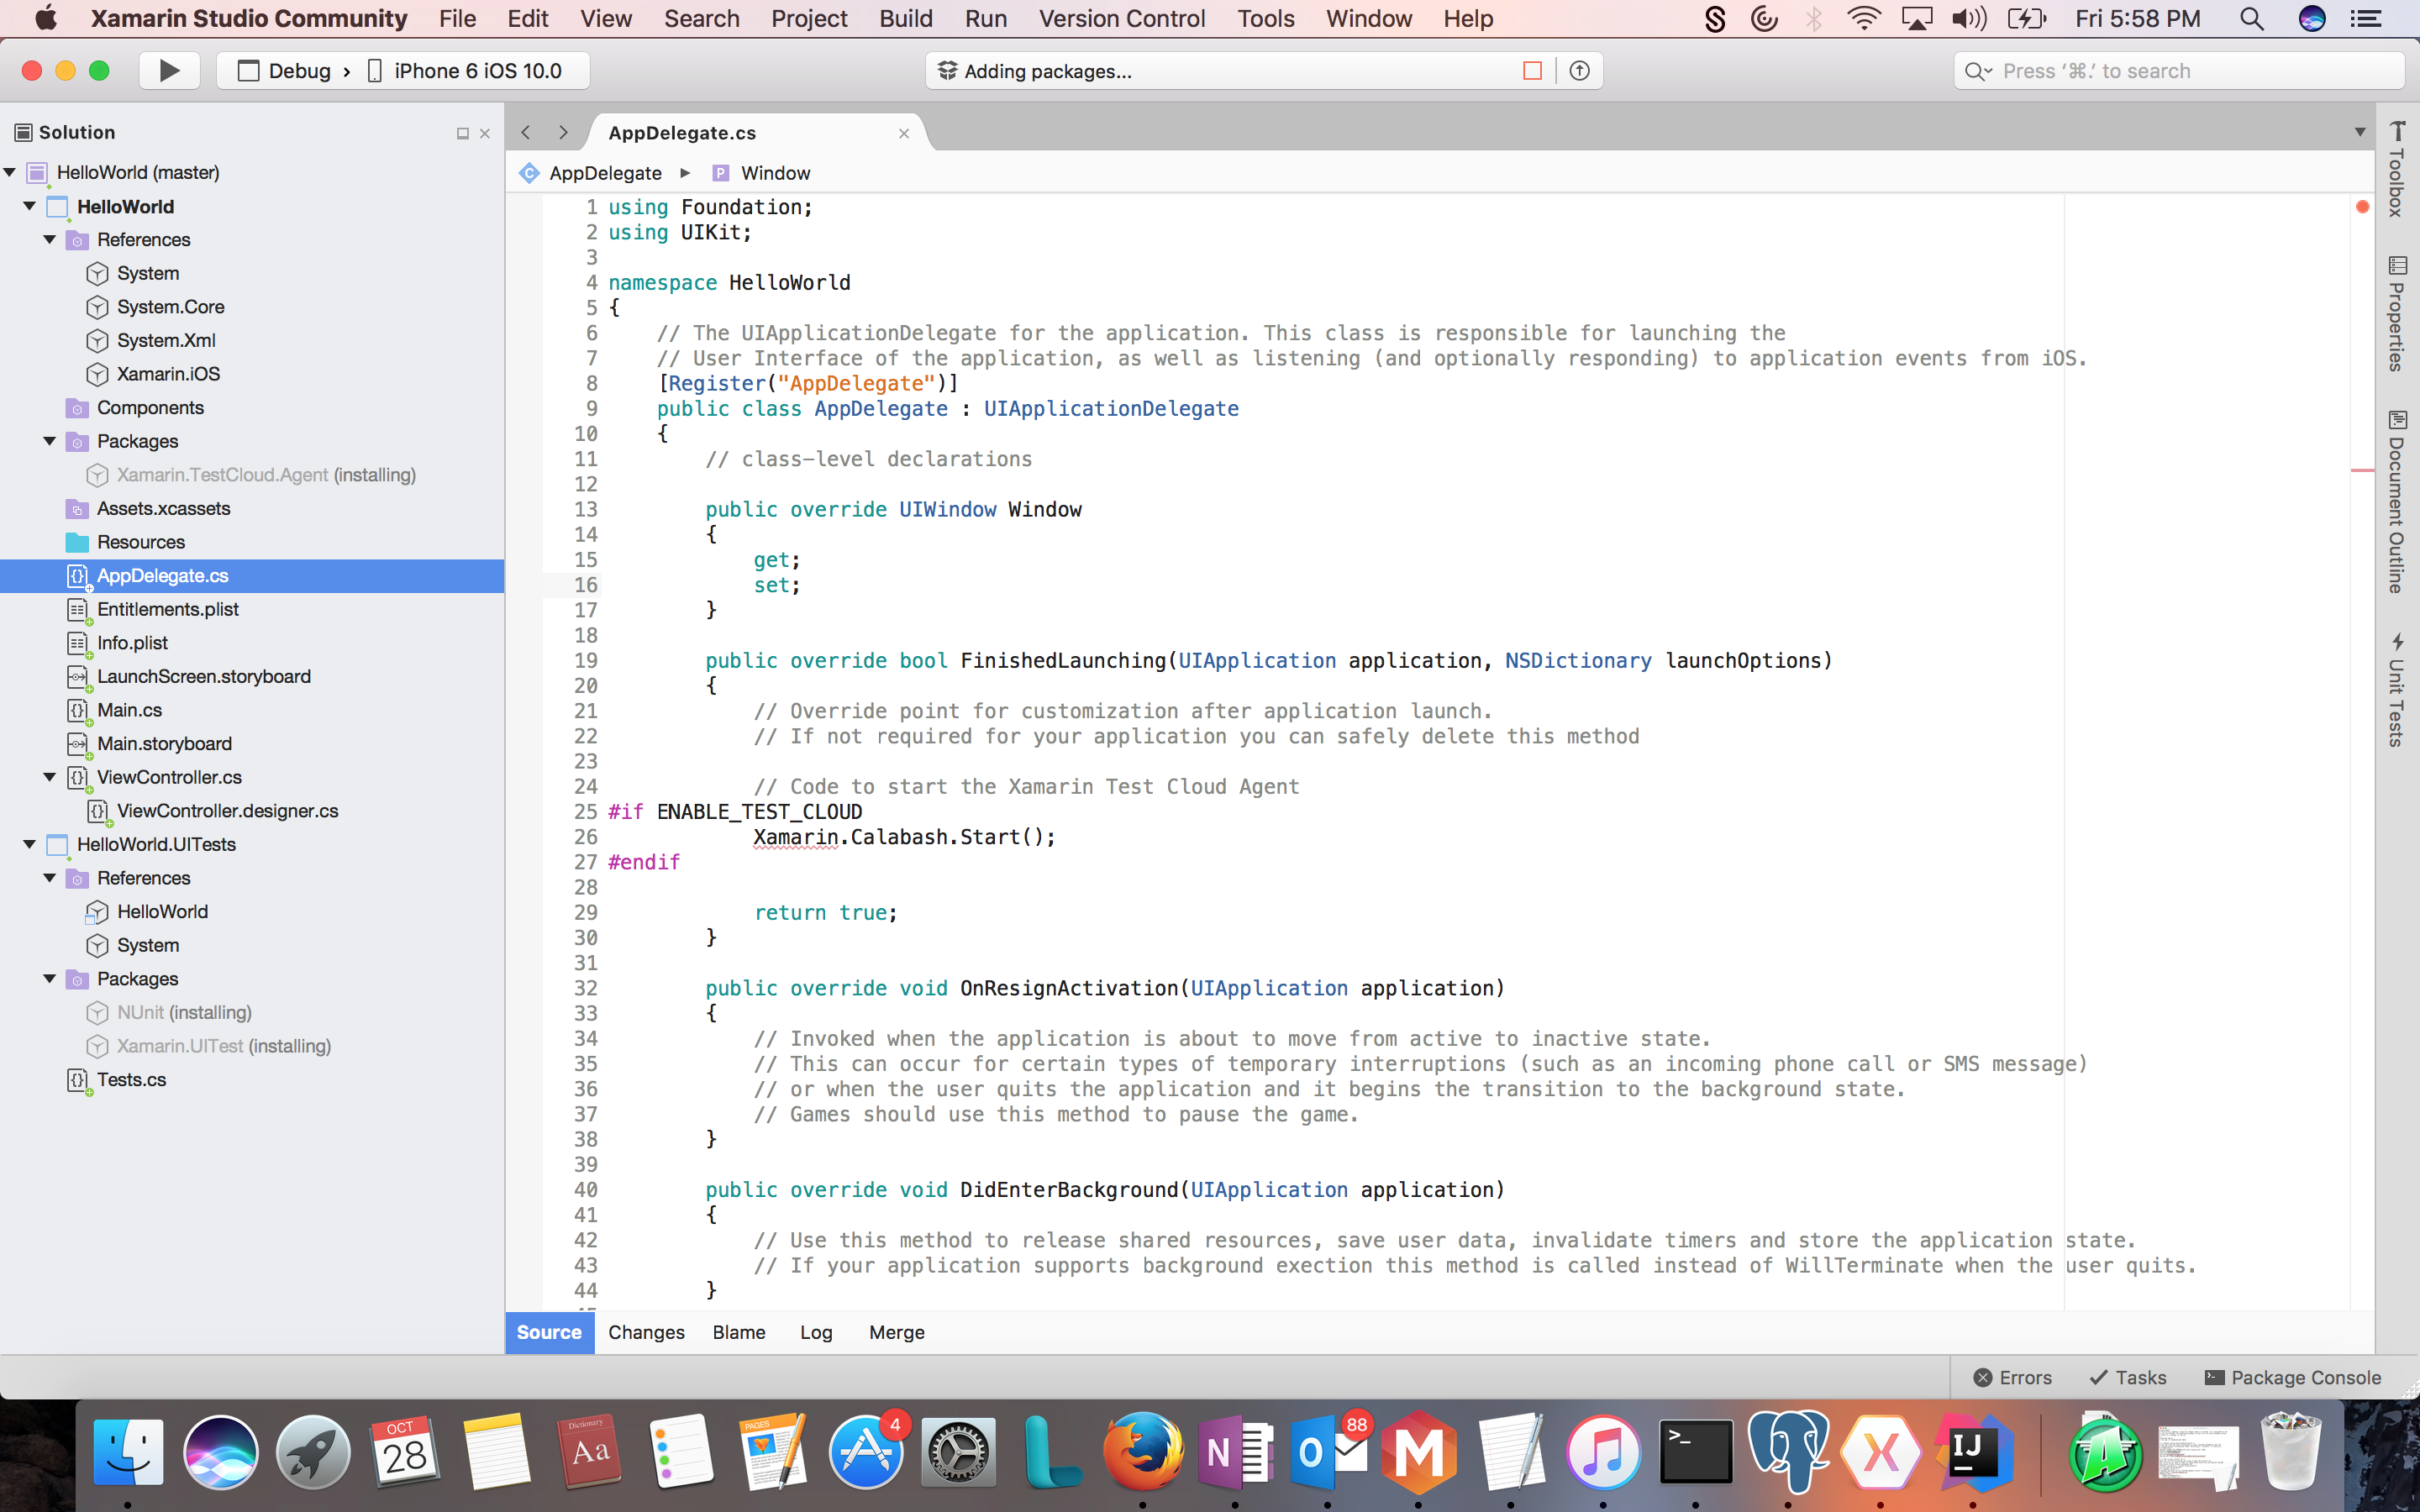 Xamarin Studio Community File Edit View Search Project Build Run Version Control Tools Window Help Fri 5:58 PM
Debug › iPhone 6 iOS 10.0
Adding packages...
Press ‘⌘.’ to search
Solution
HelloWorld (master)
HelloWorld
References
System
System.Core
System.Xml
Xamarin.iOS
Components
Packages
Xamarin.TestCloud.Agent (installing)
Assets.xcassets
Resources
AppDelegate.cs
Entitlements.plist
Info.plist
LaunchScreen.storyboard
Main.cs
Main.storyboard
ViewController.cs
ViewController.designer.cs
HelloWorld.UITests
References
HelloWorld
System
Packages
NUnit (installing)
Xamarin.UITest (installing)
Tests.cs
AppDelegate.cs
AppDelegate ▶ P Window
1 using Foundation;
2 using UIKit;
3
4 namespace HelloWorld
5 {
6 // The UIApplicationDelegate for the application. This class is responsible for launching the
7 // User Interface of the application, as well as listening (and optionally responding) to application events from iOS.
8 [Register("AppDelegate")]
9 public class AppDelegate : UIApplicationDelegate
10 {
11 // class-level declarations
12
13 public override UIWindow Window
14 {
15 get;
16 set;
17 }
18
19 public override bool FinishedLaunching(UIApplication application, NSDictionary launchOptions)
20 {
21 // Override point for customization after application launch.
22 // If not required for your application you can safely delete this method
23
24 // Code to start the Xamarin Test Cloud Agent
25 #if ENABLE_TEST_CLOUD
26 Xamarin.Calabash.Start();
27 #endif
28
29 return true;
30 }
31
32 public override void OnResignActivation(UIApplication application)
33 {
34 // Invoked when the application is about to move from active to inactive state.
35 // This can occur for certain types of temporary interruptions (such as an incoming phone call or SMS message)
36 // or when the user quits the application and it begins the transition to the background state.
37 // Games should use this method to pause the game.
38 }
39
40 public override void DidEnterBackground(UIApplication application)
41 {
42 // Use this method to release shared resources, save user data, invalidate timers and store the application state.
43 // If your application supports background exection this method is called instead of WillTerminate when the user quits.
44 }
Source Changes Blame Log Merge
Toolbox
Properties
Document Outline
Unit Tests
Errors Tasks Package Console
OCT
28
Dictionary
Aa
PAGES
4
N
O
88
M
>_
X
IJ
A